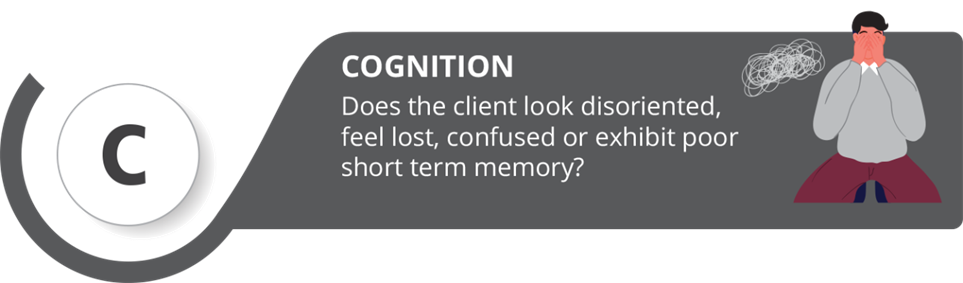 C
COGNITION
Does the client look disoriented,
feel lost, confused or exhibit poor
short term memory?